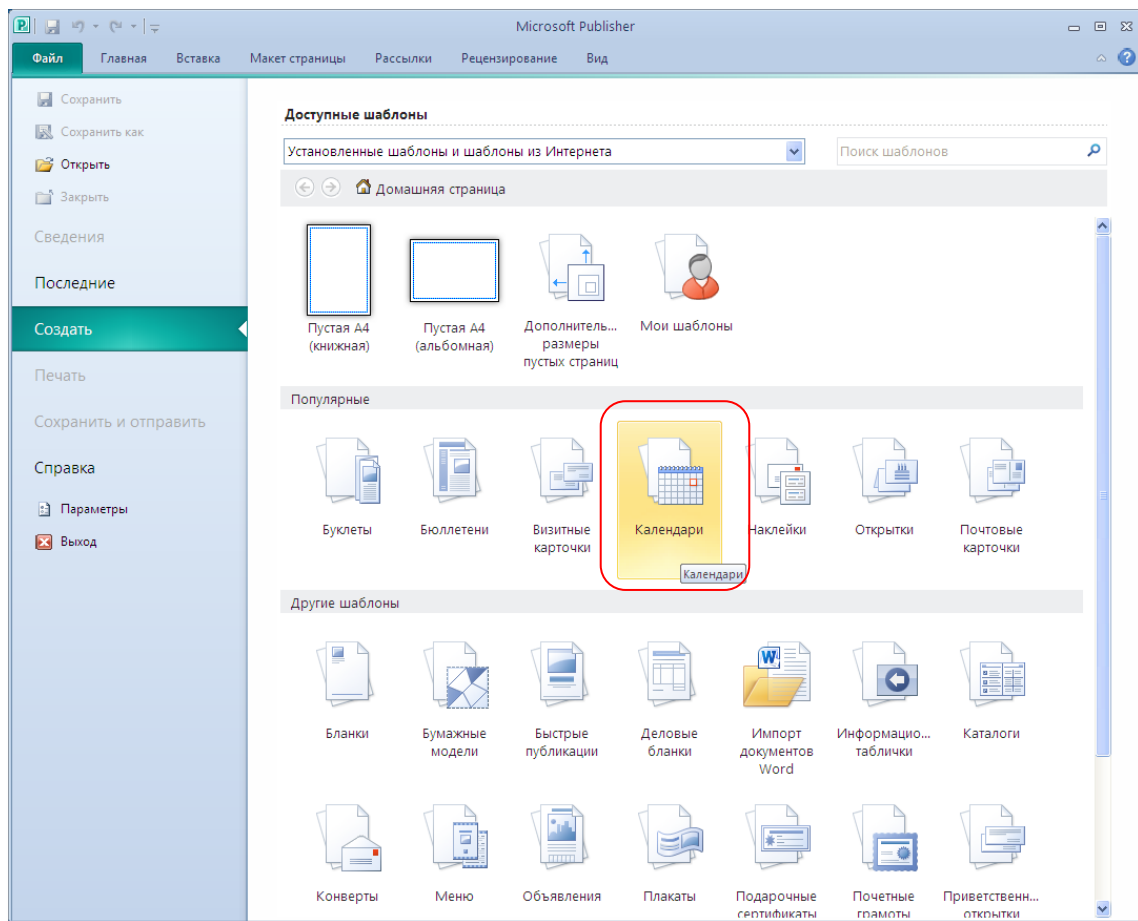 Microsoft Publisher
Файл Главная Вставка Макет страницы Рассылки Рецензирование Вид
Сохранить
Сохранить как
Открыть
Закрыть
Сведения
Последние
Создать
Печать
Сохранить и отправить
Справка
Параметры
Выход
Доступные шаблоны
Установленные шаблоны и шаблоны из Интернета
Поиск шаблонов
Домашняя страница
Пустая A4
(книжная)
Пустая A4
(альбомная)
Дополнитель...
размеры
пустых страниц
Мои шаблоны
Популярные
Буклеты
Бюллетени
Визитные
карточки
Календари
Наклейки
Открытки
Почтовые
карточки
Календари
Другие шаблоны
Бланки
Бумажные
модели
Быстрые
публикации
Деловые
бланки
Импорт
документов
Word
Информацио...
таблички
Каталоги
Конверты
Меню
Объявления
Плакаты
Подарочные
сертификаты
Почетные
грамоты
Приветственн...
открытки